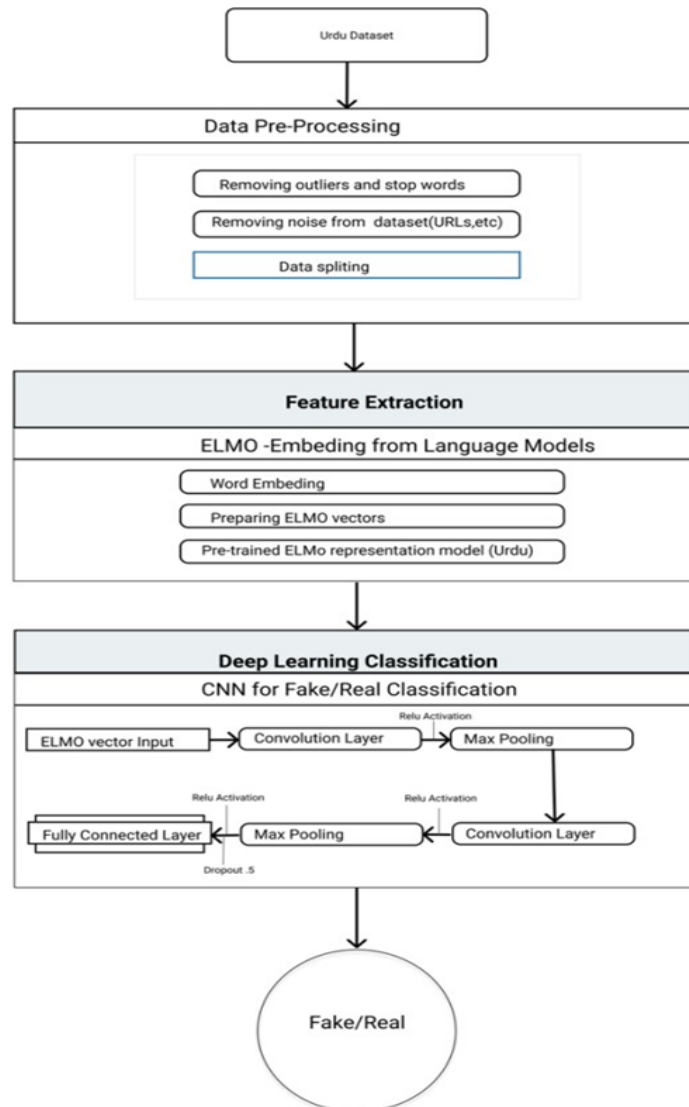 Urdu Dataset
Data Pre-Processing
Removing outliers and stop words
Removing noise from dataset(URLs,etc)
Data spliting
Feature Extraction
ELMO -Embeding from Language Models
Word Embeding
Preparing ELMO vectors
Pre-trained ELMo representation model (Urdu)
Deep Learning Classification
CNN for Fake/Real Classification
Relu Activation
ELMO vector Input
Convolution Layer
Max Pooling
Relu Activation
Relu Activation
Fully Connected Layer
Max Pooling
Convolution Layer
Dropout .5
Fake/Real